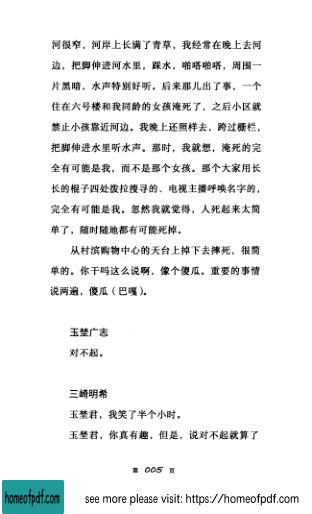 河很窄，河岸上长满了青草，我经常在晚上去河
边，把脚伸进河水里，踩水，啪嗒啪嗒，周围一
片黑暗，水声特别好听。后来那儿出了事，一个
住在六号楼和我同龄的女孩淹死了，之后小区就
禁止小孩靠近河边。我晚上还照样去，跨过栅栏，
把脚伸进水里听水声。那时，我就想，淹死的完
全有可能是我，而不是那个女孩。那个大家用长
长的棍子四处拨拉搜寻的、电视主播呼唤名字的，
完全有可能是我。忽然我就觉得，人死起来太简
单了，随时随地都有可能死掉。
从村滨购物中心的天台上掉下去摔死，很简
单的。你干吗这么说啊，像个傻瓜。重要的事情
说两遍，傻瓜（巴嘎）。
玉埜广志
对不起。
三崎明希
玉埜君，我笑了半个小时。
玉埜君，你真有趣，但是，说对不起就算了
第 005 页
homeofpdf.com
see more please visit: https://homeofpdf.com